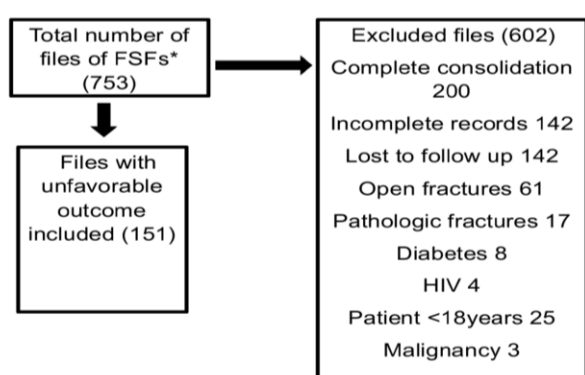 Total number of
files of FSFs*
(753)
Files with
unfavorable
outcome
included (151)
Excluded files (602)
Complete consolidation
200
Incomplete records 142
Lost to follow up 142
Open fractures 61
Pathologic fractures 17
Diabetes 8
HIV 4
Patient <18years 25
Malignancy 3